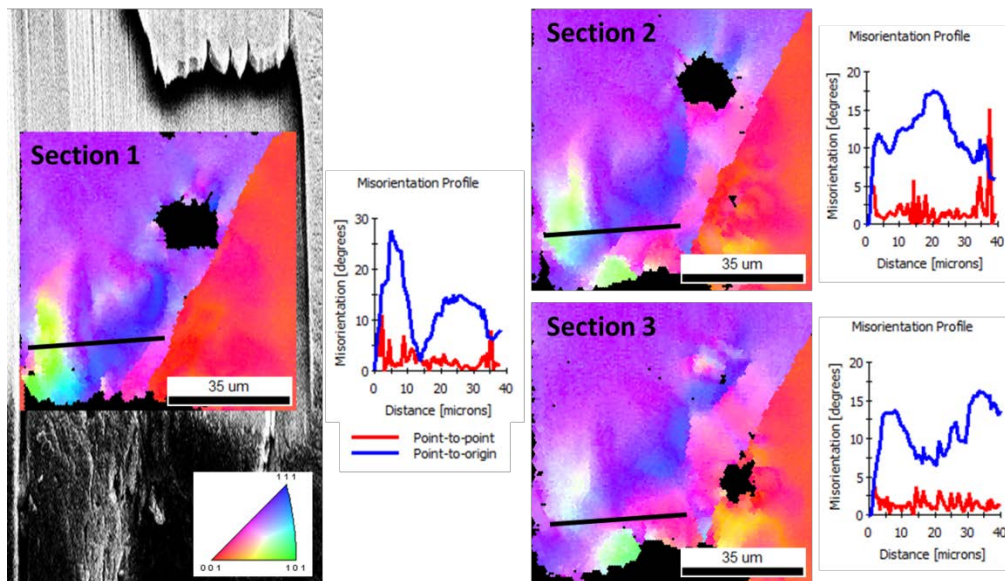 Section 1
35 um
1 1 1
0 0 1
1 0 1
Misorientation Profile
Misorientation [degrees]
30
25
20
15
10
5
0
0
10
20
30
40
Distance [microns]
Point-to-point
Point-to-origin
Section 2
35 um
Misorientation Profile
Misorientation [degrees]
20
15
10
5
0
0
10
20
30
40
Distance [microns]
Section 3
35 um
Misorientation Profile
Misorientation [degrees]
20
15
10
5
0
0
10
20
30
40
Distance [microns]